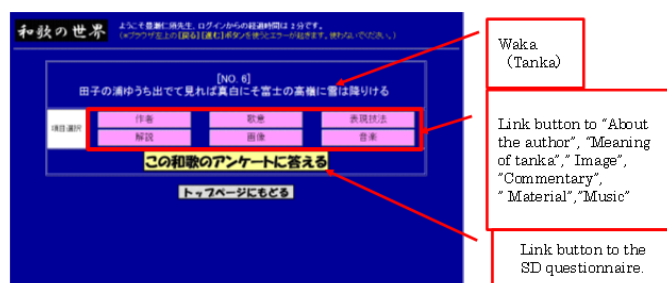 和歌の世界
ようこそ豊瀬仁須先生、ログインからの経過時間は 1分です。
(※ブラウザ左上の[戻る][進む]ボタンを使うとエラーが起きます。使わないでください。)
[NO. 6]
田子の浦ゆうち出でて見れば真白にそ富士の高嶺に雪は降りける
項目選択
作者 歌意 表現技法
解説 画像 音楽
この和歌のアンケートに答える
トップページにもどる
Waka
(Tanka)
Link button to "About
the author", "Meaning
of tanka"," Image",
"Commentary",
" Material","Music"
Link button to the
SD questionnaire.